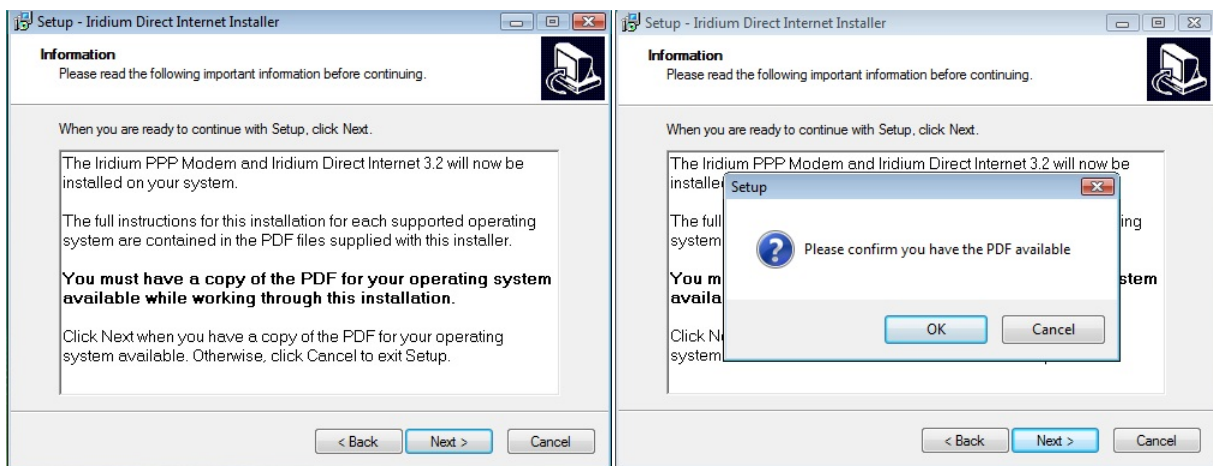 Setup - Iridium Direct Internet Installer
Information
Please read the following important information before continuing.
When you are ready to continue with Setup, click Next.
The Iridium PPP Modem and Iridium Direct Internet 3.2 will now be
installed on your system.
The full instructions for this installation for each supported operating
system are contained in the PDF files supplied with this installer.
You must have a copy of the PDF for your operating system
available while working through this installation.
Click Next when you have a copy of the PDF for your operating
system available. Otherwise, click Cancel to exit Setup.
< Back
Next >
Cancel
Setup - Iridium Direct Internet Installer
Information
Please read the following important information before continuing.
When you are ready to continue with Setup, click Next.
The Iridium PPP Modem and Iridium Direct Internet 3.2 will now be
Setup
The full
ing
system
Please confirm you have the PDF available
stem
OK
Cancel
system
< Back
Next >
Cancel